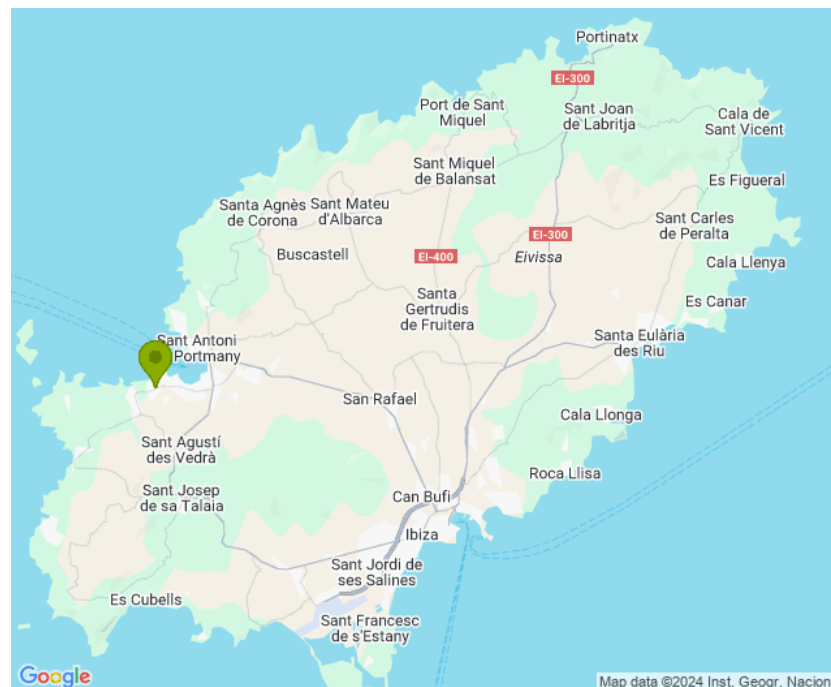 Portinatx
EI-300
Port de Sant
Miquel
Sant Joan
de Labritja
Cala de
Sant Vicent
Sant Miquel
de Balansat
Es Figueral
Santa Agnès
de Corona
Sant Mateu
d'Albarca
Sant Carles
de Peralta
EI-300
Buscastell
EI-400
Eivissa
Cala Llenya
Santa
Gertrudis
de Fruitera
Es Canar
Sant Antoni
Portmany
Santa Eulària
des Riu
San Rafael
Cala Llonga
Sant Agustí
des Vedrà
Roca Llisa
Sant Josep
de sa Talaia
Can Bufi
Ibiza
Sant Jordi de
ses Salines
Es Cubells
Sant Francesc
de s'Estany
Google
Map data ©2024 Inst. Geogr. Nacion